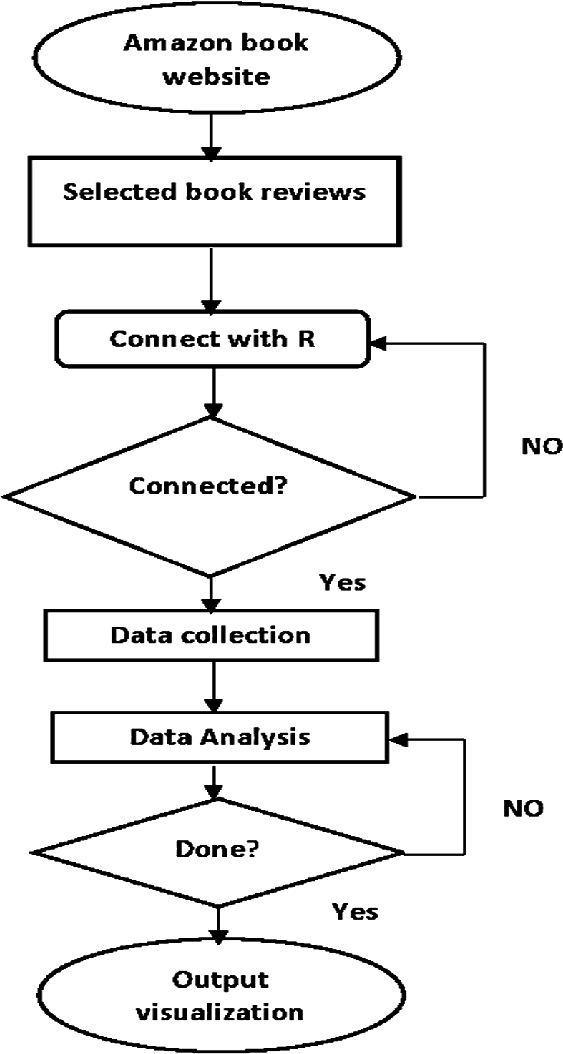 Amazon book
website
Selected book reviews
Connect with R
NO
Connected?
Yes
Data collection
Data Analysis
NO
Done?
Yes
Output
visualization